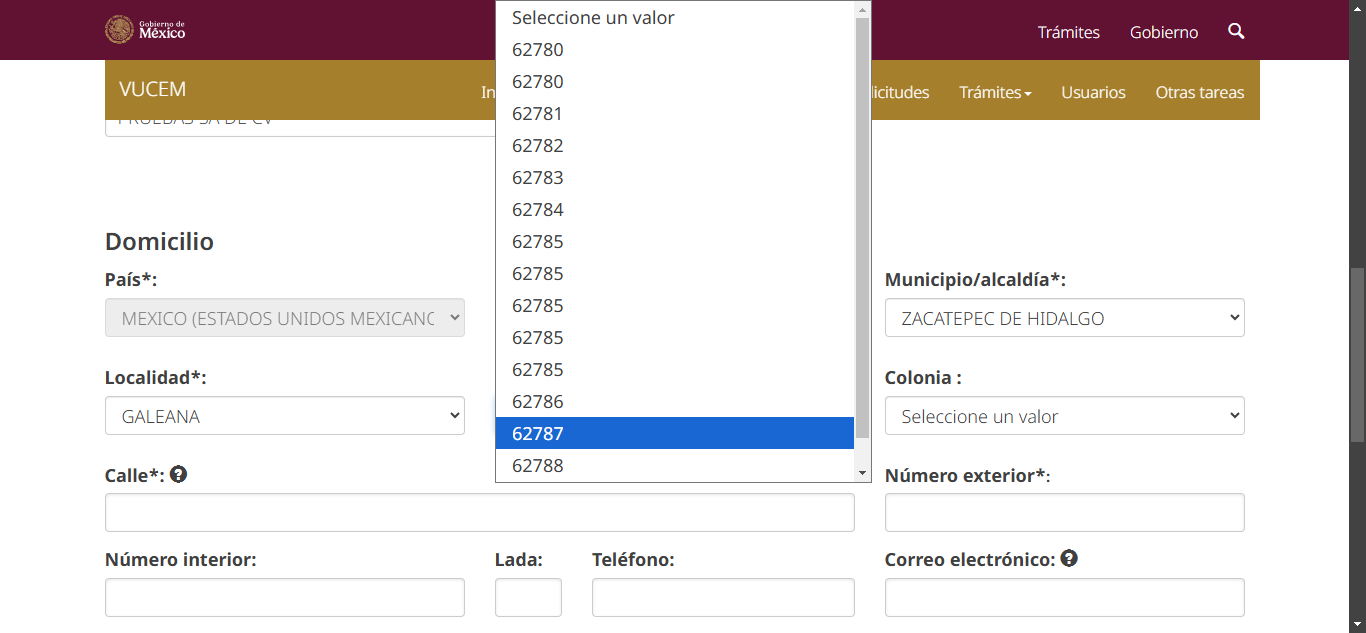 Gobierno de
México
Trámites
Gobierno
VUCEM
In
licitudes
Trámites
Usuarios
Otras tareas
PRUEBAS SA DE CV
Seleccione un valor
62780
62780
62781
62782
62783
62784
62785
62785
62785
62785
62785
62786
62787
62788
Domicilio
País*:
MEXICO (ESTADOS UNIDOS MEXICANO
Municipio/alcaldía*:
ZACATEPEC DE HIDALGO
Localidad*:
GALEANA
Colonia :
Seleccione un valor
Calle*: ?
Número exterior*:
Número interior:
Lada:
Teléfono:
Correo electrónico: ?